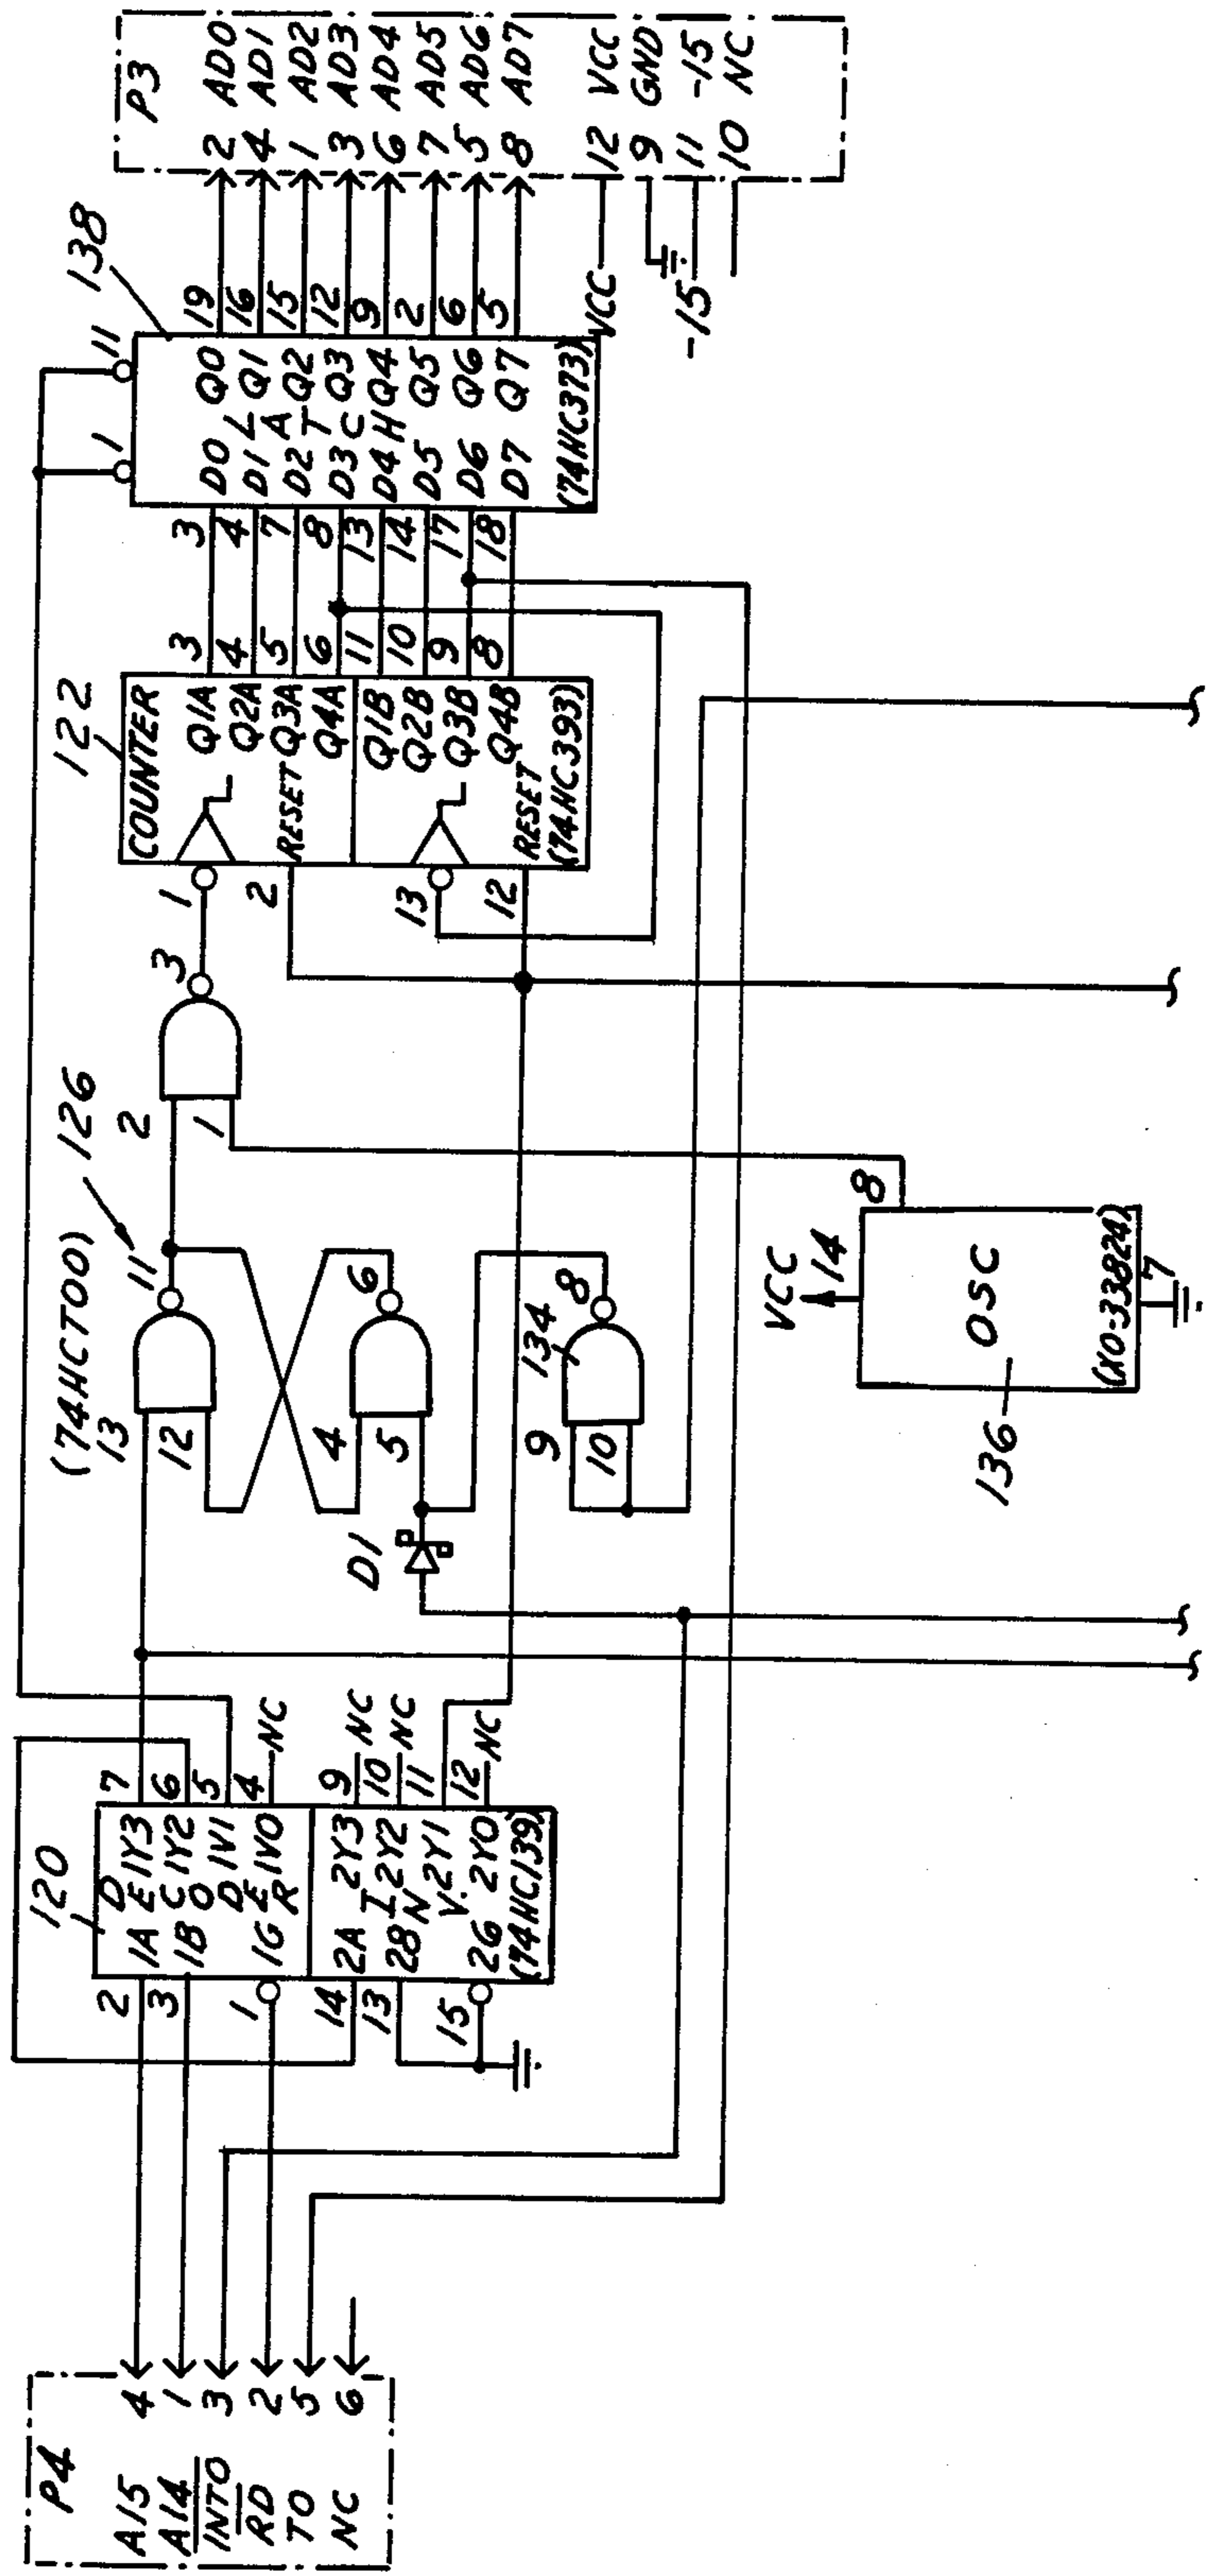 P4
A15 4
A14 1
INTO 3
RD 2
TO 5
NC 6
120
2 1A
3 1B
1 1G
DECODER
1Y3 7
1Y2 6
1Y1 5
1Y0 4 NC
14 2A
13 2B
15 2G
INV.
2Y3 9 NC
2Y2 10 NC
2Y1 11
2Y0 12 NC
(74HC139)
(74HCT00)
126
13
12
11
4
5
6
D1
9
10
134
8
2
1
3
136
VCC
14
8
OSC
(XO-33824)
7
122
COUNTER
1
2 RESET
13
12 RESET
Q1A 3
Q2A 4
Q3A 5
Q4A 6
Q1B 11
Q2B 10
Q3B 9
Q4B 8
(74HC393)
138
1
11
LATCH
3 D0 Q0 19
4 D1 Q1 16
7 D2 Q2 15
8 D3 Q3 12
13 D4 Q4 9
14 D5 Q5 2
17 D6 Q6 6
18 D7 Q7 5
(74HC373)
P3
2 AD0
4 AD1
1 AD2
3 AD3
6 AD4
7 AD5
5 AD6
8 AD7
VCC 12 VCC
9 GND
-15 11 -15
10 NC